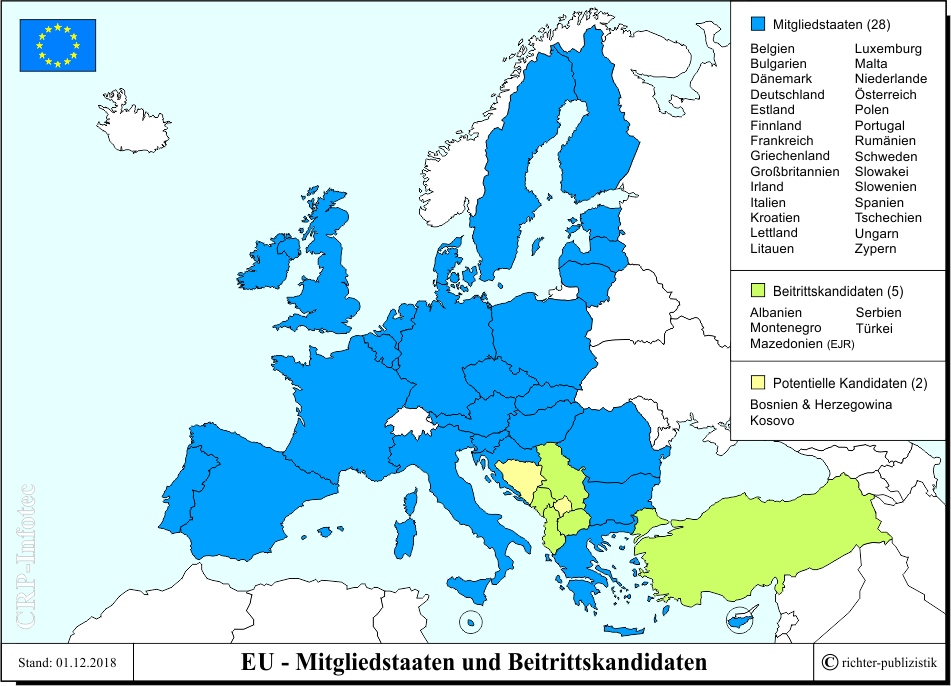 Mitgliedstaaten (28)
Belgien
Bulgarien
Dänemark
Deutschland
Estland
Finnland
Frankreich
Griechenland
Großbritannien
Irland
Italien
Kroatien
Lettland
Litauen
Luxemburg
Malta
Niederlande
Österreich
Polen
Portugal
Rumänien
Schweden
Slowakei
Slowenien
Spanien
Tschechien
Ungarn
Zypern
Beitrittskandidaten (5)
Albanien
Montenegro
Mazedonien (EJR)
Serbien
Türkei
Potentielle Kandidaten (2)
Bosnien & Herzegowina
Kosovo
CRP-Infotec
Stand: 01.12.2018
EU - Mitgliedstaaten und Beitrittskandidaten
© richter-publizistik